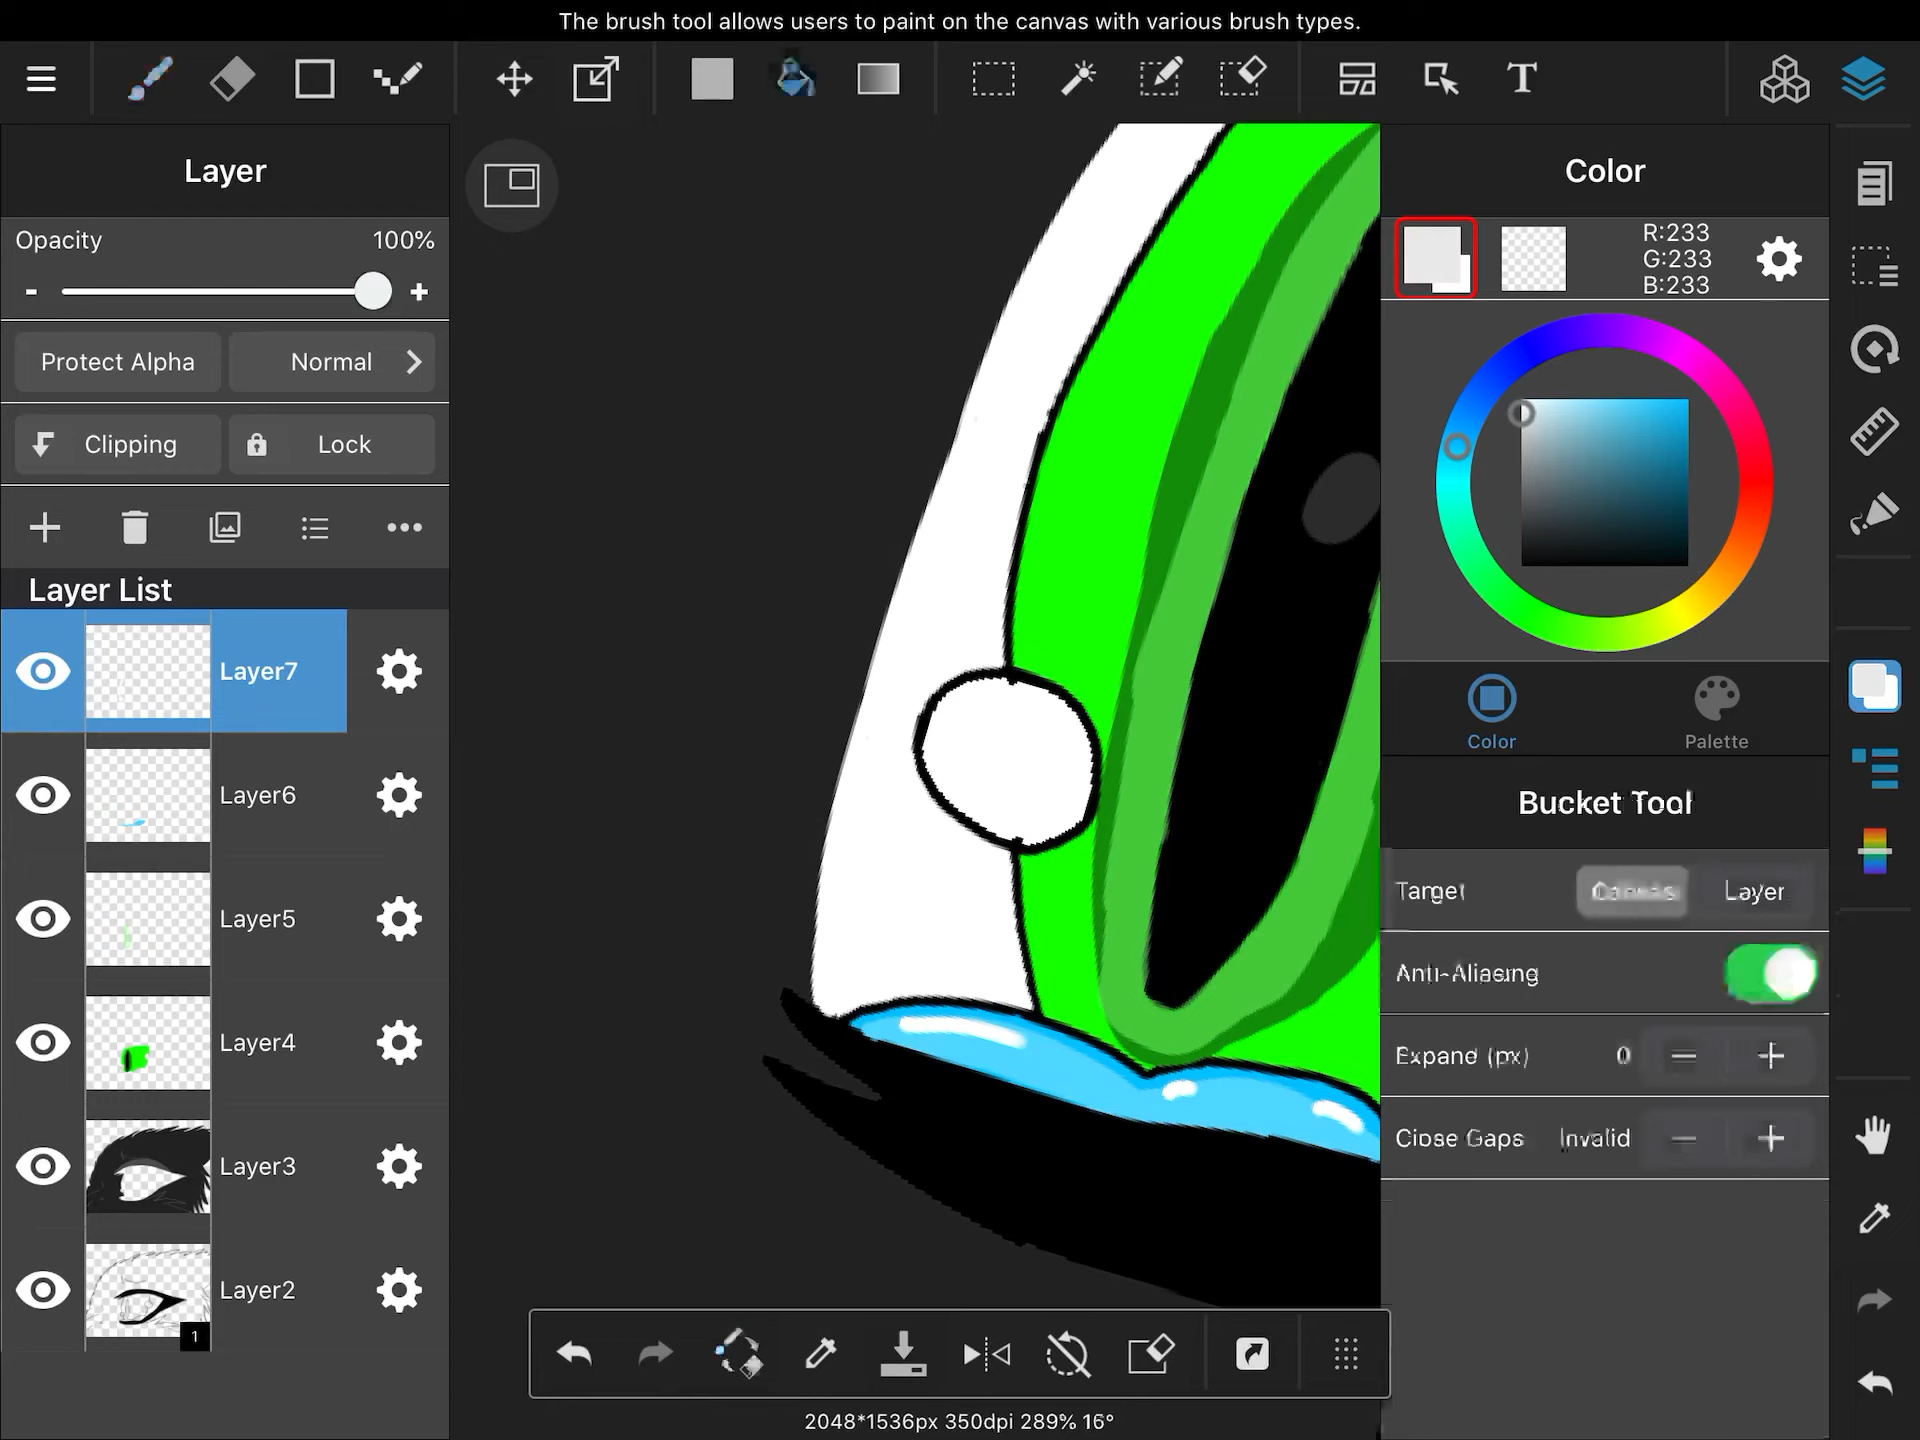 The brush tool allows users to paint on the canvas with various brush types.
T
Layer
Opacity 100%
- +
Protect Alpha Normal
Clipping Lock
Layer List
Layer7
Layer6
Layer5
Layer4
Layer3
Layer2
1
Color
R:233
G:233
B:233
Color Palette
Bucket Tool
Target Canvas Layer
Anti-Aliasing
Expand (px) 0
Close Gaps Invalid
2048*1536px 350dpi 289% 16°